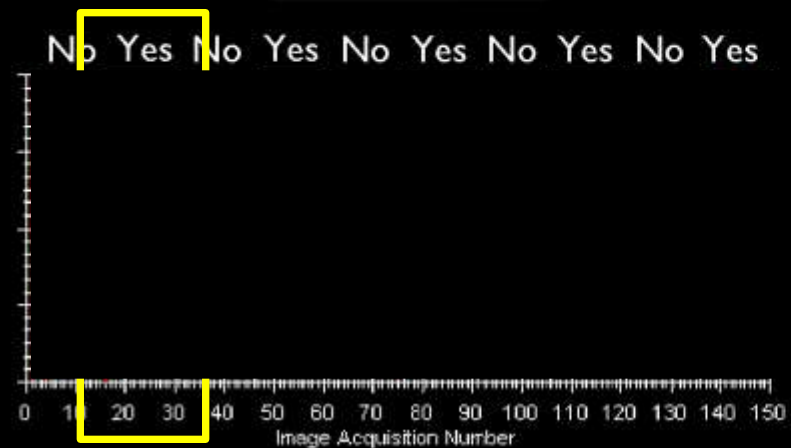 No Yes No Yes No Yes No Yes No Yes
0 10 20 30 40 50 60 70 80 90 100 110 120 130 140 150
Image Acquisition Number